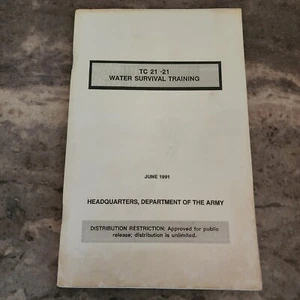 TC 21 -21
WATER SURVIVAL TRAINING
JUNE 1991
HEADQUARTERS, DEPARTMENT OF THE ARMY
DISTRIBUTION RESTRICTION: Approved for public
release; distribution is unlimited.